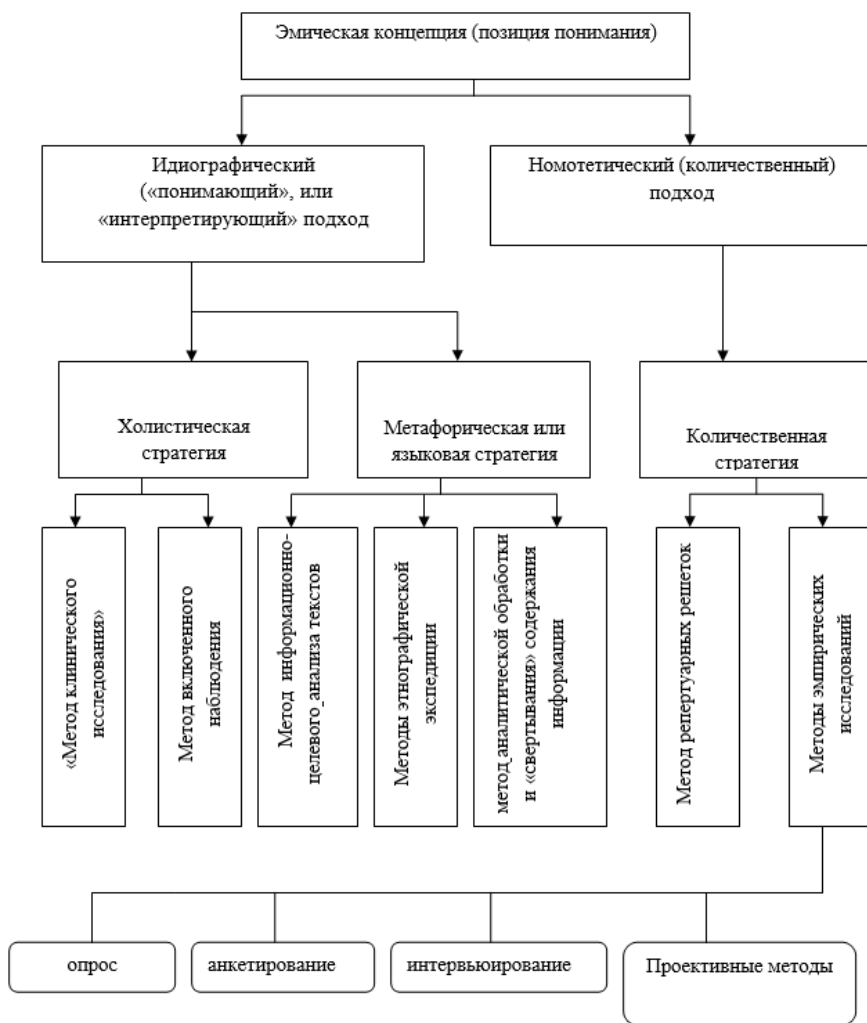 Эмическая концепция (позиция понимания)
Идиографический
(«понимающий», или
«интерпретирующий» подход
Номотетический (количественный)
подход
Холистическая
стратегия
Метафорическая или
языковая стратегия
Количественная
стратегия
«Метод клинического
исследования»
Метод включенного
наблюдения
Метод информационно-
целевого анализа текстов
Методы этнографической
экспедиции
метод аналитической обработки
и «свертывания» содержания
информации
Метод репертуарных решеток
Методы эмпирических
исследований
опрос
анкетирование
интервьюирование
Проективные методы